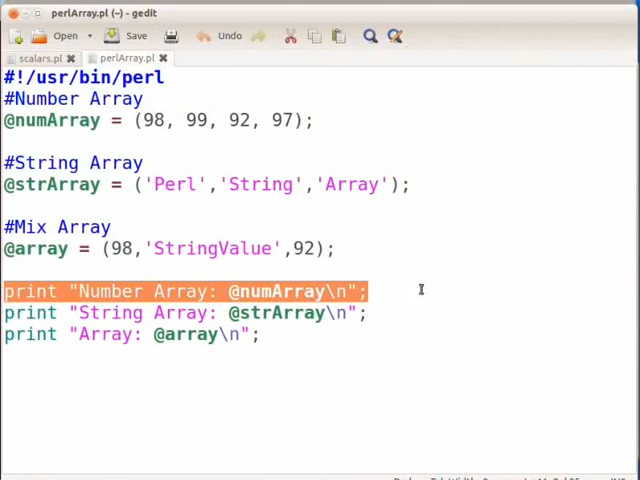 perlArray.pl (~) - gedit
Open Save Undo
scalars.pl perlArray.pl
#!/usr/bin/perl
#Number Array
@numArray = (98, 99, 92, 97);
#String Array
@strArray = ('Perl','String','Array');
#Mix Array
@array = (98,'StringValue',92);
print "Number Array: @numArray\n";
print "String Array: @strArray\n";
print "Array: @array\n";